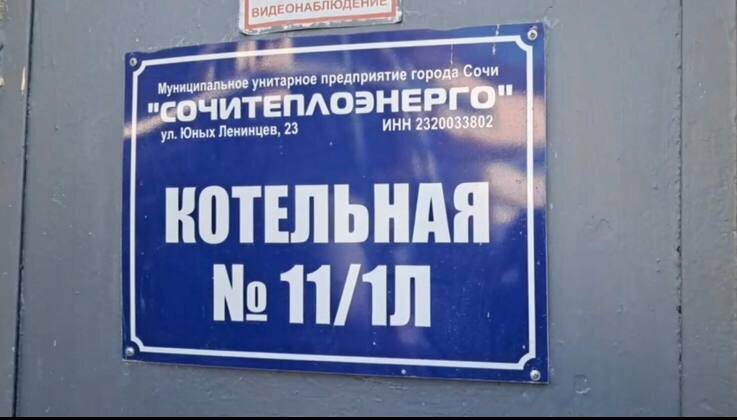 ВИДЕОНАБЛЮДЕНИЕ
Муниципальное унитарное предприятие города Сочи
"СОЧИТЕПЛОЭНЕРГО"
ул. Юных Ленинцев, 23 ИНН 2320033802
КОТЕЛЬНАЯ
№ 11/1Л